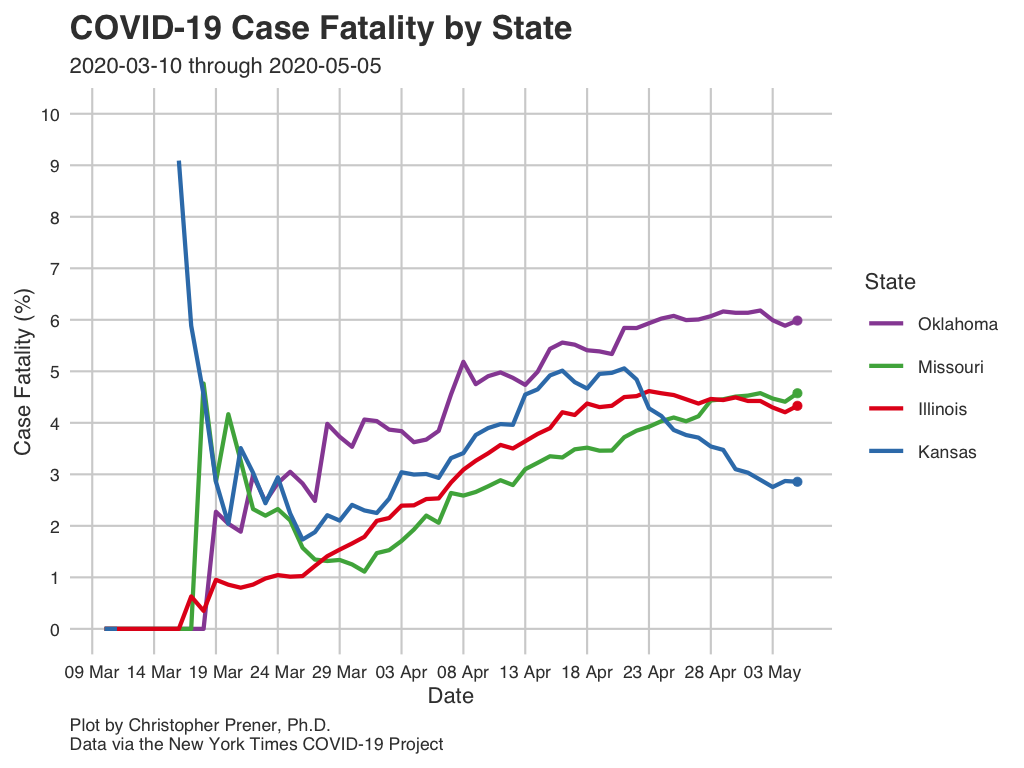 COVID-19 Case Fatality by State
2020-03-10 through 2020-05-05
10
9
8
7
6
5
4
3
2
1
0
Case Fatality (%)
09 Mar 14 Mar 19 Mar 24 Mar 29 Mar 03 Apr 08 Apr 13 Apr 18 Apr 23 Apr 28 Apr 03 May
Date
State
Oklahoma
Missouri
Illinois
Kansas
Plot by Christopher Prener, Ph.D.
Data via the New York Times COVID-19 Project